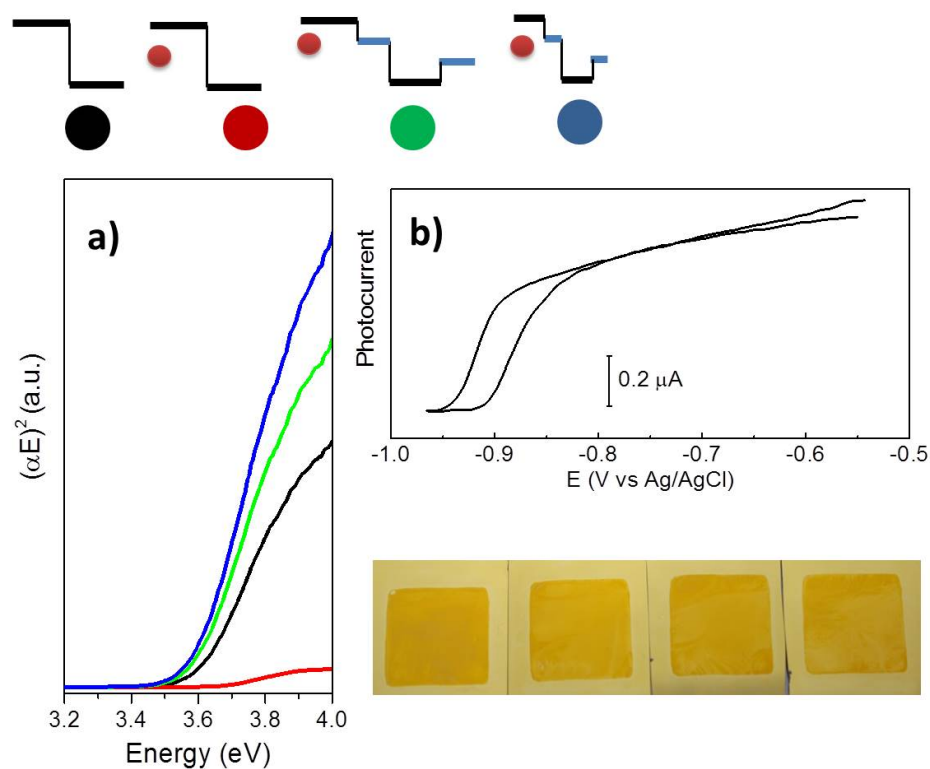 a)
(αE)² (a.u.)
3.2 3.4 3.6 3.8 4.0
Energy (eV)
b)
Photocurrent
0.2 μA
-1.0 -0.9 -0.8 -0.7 -0.6 -0.5
E (V vs Ag/AgCl)